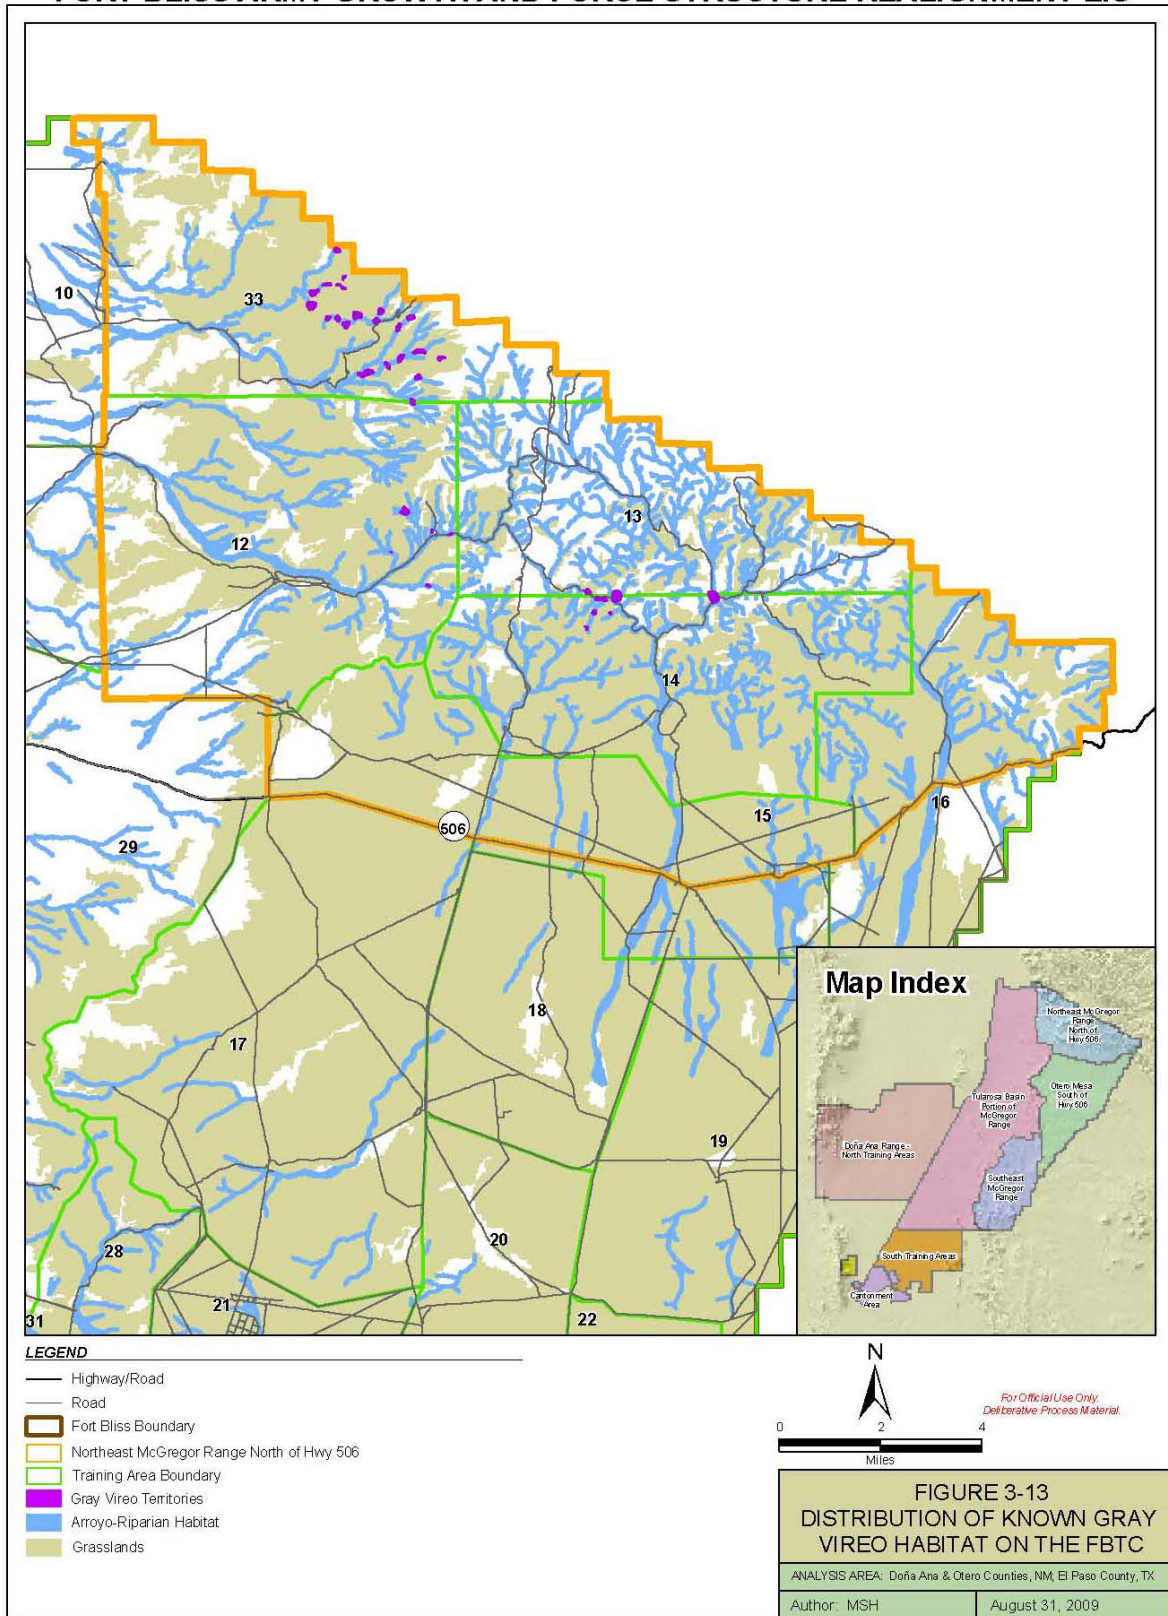 10
33
13
12
14
15
16
506
29
18
17
19
20
28
21
22
31
Map Index
Northeast McGregor
Range
North of
Hwy 506
Otero Mesa
South of
Hwy 506
Tularosa Basin
Portion of
McGregor
Range
Doña Ana Range -
North Training Areas
Southeast
McGregor
Range
South Training Areas
Cantonment
Area
LEGEND
Highway/Road
Road
Fort Bliss Boundary
Northeast McGregor Range North of Hwy 506
Training Area Boundary
Gray Vireo Territories
Arroyo-Riparian Habitat
Grasslands
N
0 2 4
Miles
For Official Use Only.
Deliberative Process Material.
FIGURE 3-13
DISTRIBUTION OF KNOWN GRAY
VIREO HABITAT ON THE FBTC
ANALYSIS AREA: Doña Ana & Otero Counties, NM; El Paso County, TX
Author: MSH
August 31, 2009